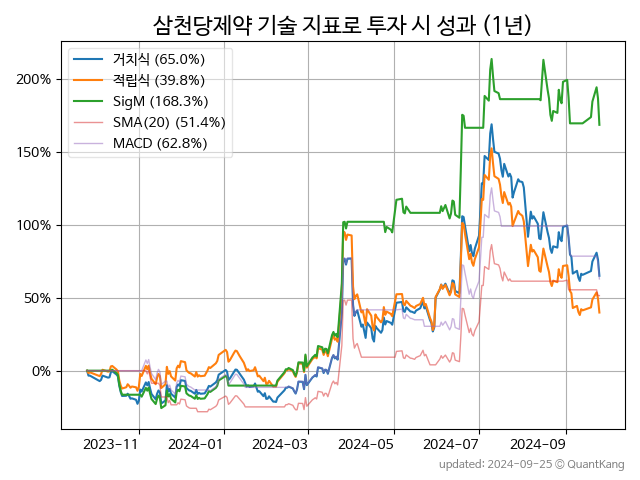 삼천당제약 기술 지표로 투자 시 성과 (1년)
거치식 (65.0%)
적립식 (39.8%)
SigM (168.3%)
SMA(20) (51.4%)
MACD (62.8%)
200%
150%
100%
50%
0%
2023-11 2024-01 2024-03 2024-05 2024-07 2024-09
updated: 2024-09-25 © QuantKang